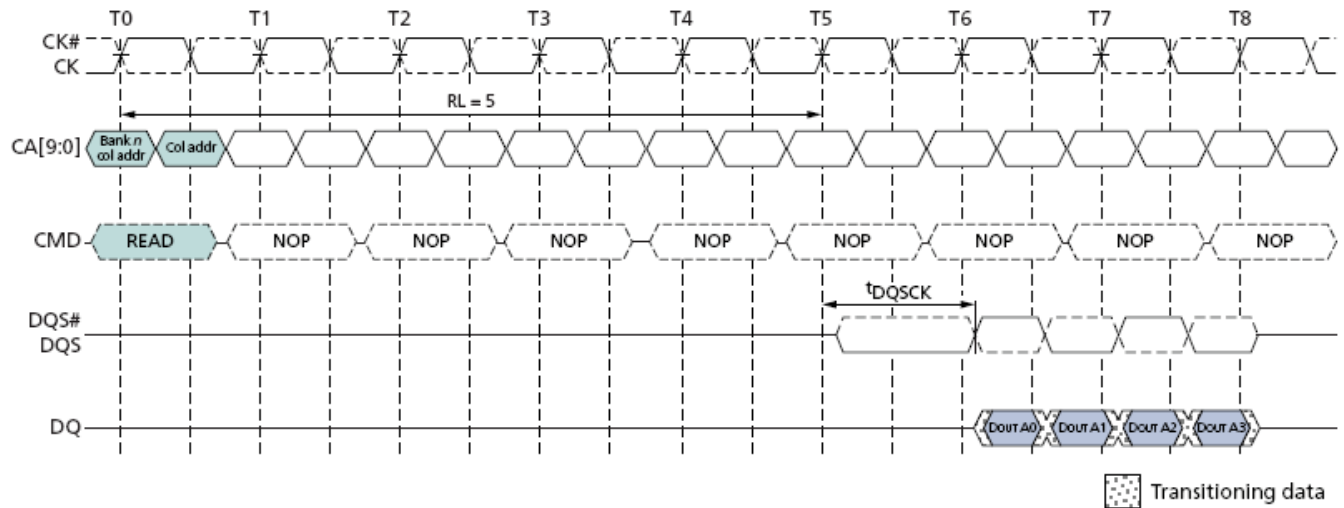 T0 T1 T2 T3 T4 T5 T6 T7 T8
CK#
CK
RL = 5
CA[9:0] Bank n col addr Col addr
CMD READ NOP NOP NOP NOP NOP NOP NOP NOP
tDQSCK
DQS#
DQS
DQ DOUT A0 DOUT A1 DOUT A2 DOUT A3
Transitioning data